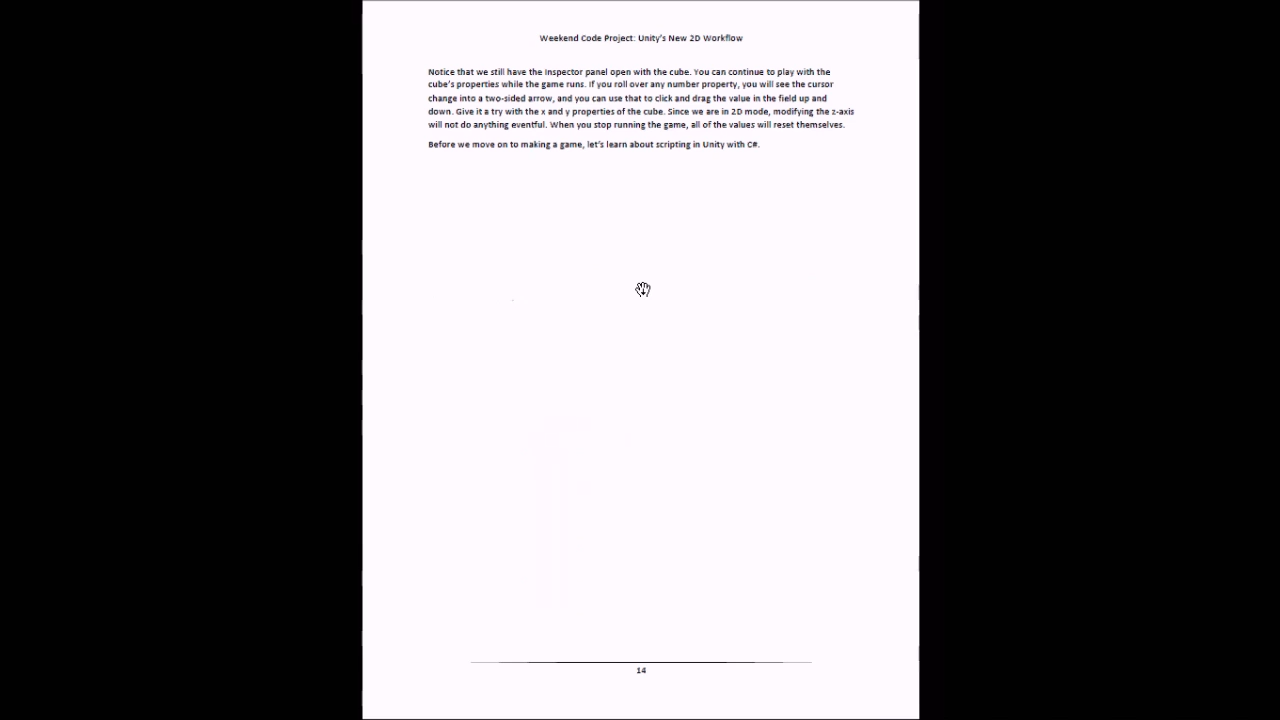 Weekend Code Project: Unity's New 2D Workflow
Notice that we still have the Inspector panel open with the cube. You can continue to play with the
cube's properties while the game runs. If you roll over any number property, you will see the cursor
change into a two-sided arrow, and you can use that to click and drag the value in the field up and
down. Give it a try with the x and y properties of the cube. Since we are in 2D mode, modifying the z-axis
will not do anything eventful. When you stop running the game, all of the values will reset themselves.
Before we move on to making a game, let's learn about scripting in Unity with C#.
14